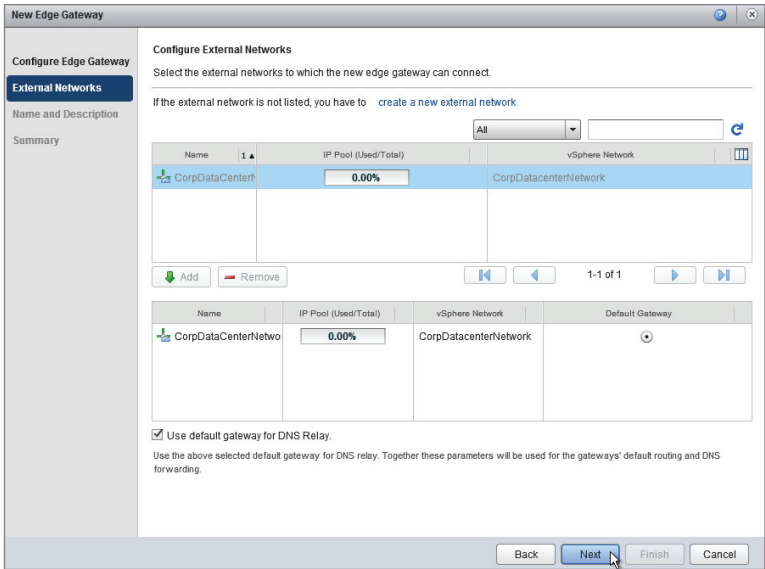 New Edge Gateway
Configure Edge Gateway
External Networks
Name and Description
Summary
Configure External Networks
Select the external networks to which the new edge gateway can connect.
If the external network is not listed, you have to create a new external network
All
Name 1 IP Pool (Used/Total) vSphere Network
CorpDataCenterN 0.00% CorpDatacenterNetwork
Add Remove 1-1 of 1
Name IP Pool (Used/Total) vSphere Network Default Gateway
CorpDataCenterNetwo 0.00% CorpDatacenterNetwork
Use default gateway for DNS Relay.
Use the above selected default gateway for DNS relay. Together these parameters will be used for the gateways' default routing and DNS
forwarding.
Back Next Finish Cancel